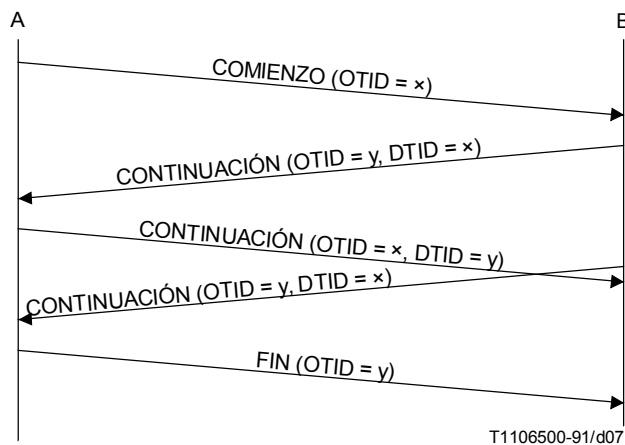 A
B
COMIENZO (OTID = ×)
CONTINUACIÓN (OTID = y, DTID = ×)
CONTINUACIÓN (OTID = ×, DTID = y)
CONTINUACIÓN (OTID = y, DTID = ×)
FIN (OTID = y)
T1106500-91/d07